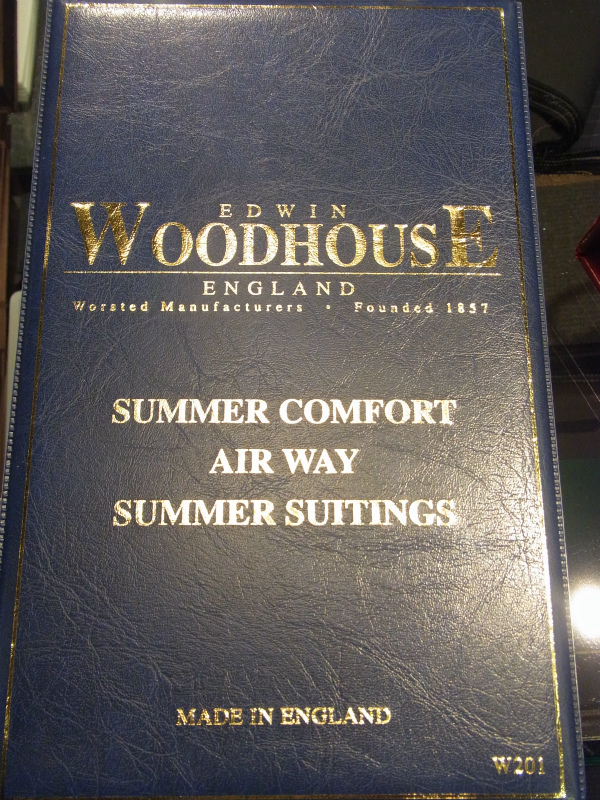 EDWIN
WOODHOUSE
ENGLAND
Worsted Manufacturers • Founded 1857
SUMMER COMFORT
AIR WAY
SUMMER SUITINGS
MADE IN ENGLAND
W201